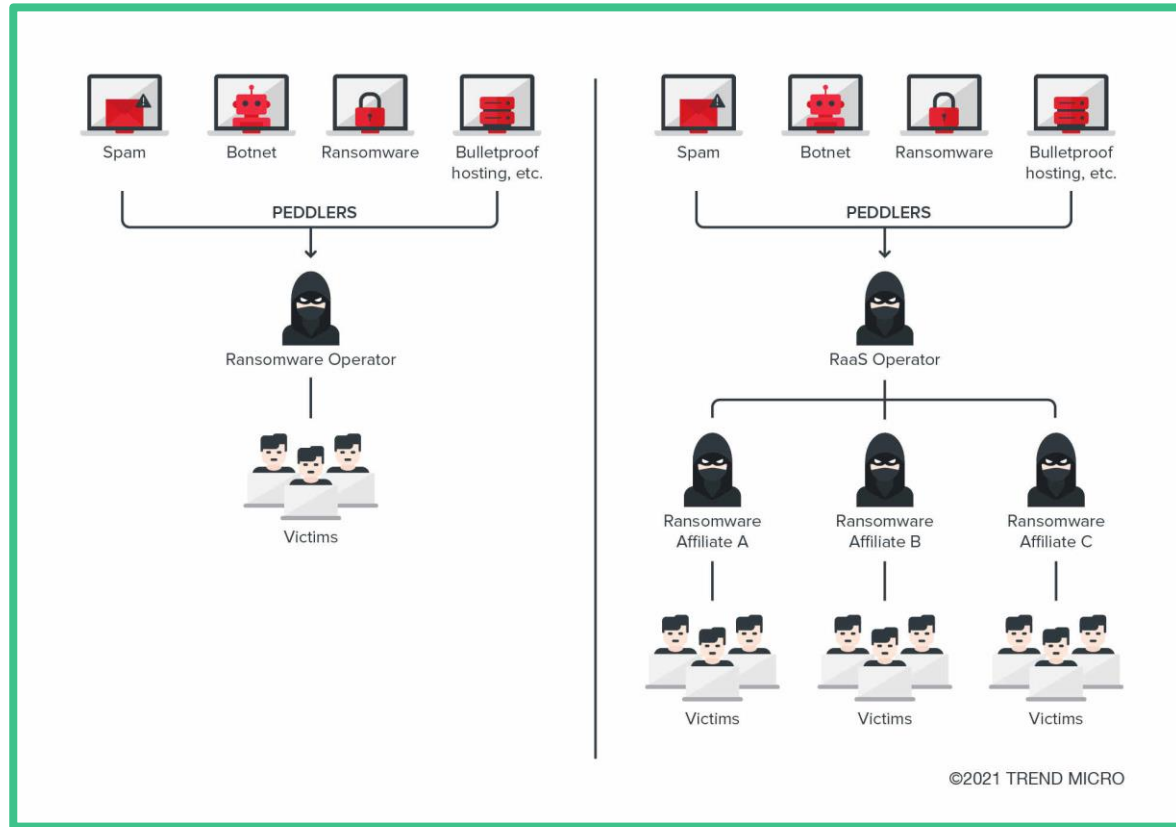 Spam
Botnet
Ransomware
Bulletproof
hosting, etc.
PEDDLERS
Ransomware Operator
Victims
Spam
Botnet
Ransomware
Bulletproof
hosting, etc.
PEDDLERS
RaaS Operator
Ransomware
Affiliate A
Ransomware
Affiliate B
Ransomware
Affiliate C
Victims
Victims
Victims
©2021 TREND MICRO